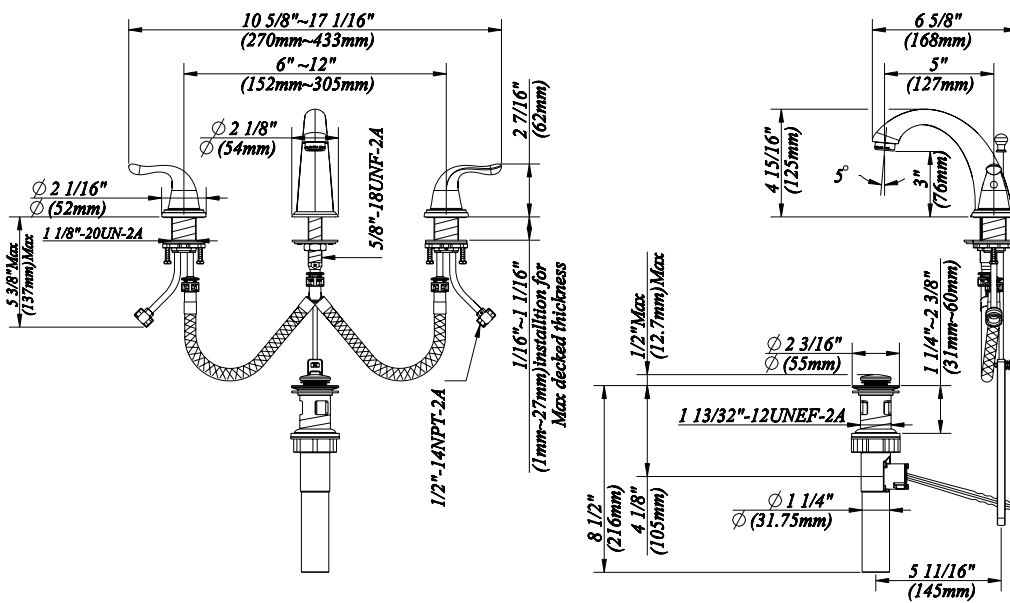 10 5/8"~17 1/16"
(270mm~433mm)
6" ~12"
(152mm~305mm)
∅ 2 1/8"
∅ (54mm)
2 7/16"
(62mm)
5/8"-18UNF-2A
∅ 2 1/16"
∅ (52mm)
1 1/8"-20UN-2A
5 3/8"Max
(137mm)Max
1/16"~1 1/16"
(1mm~27mm)installtion for
Max decked thickness
1/2"-14NPT-2A
6 5/8"
(168mm)
5"
(127mm)
4 15/16"
(125mm)
5°
3"
(76mm)
1/2"Max
(12.7mm)Max
∅ 2 3/16"
∅ (55mm)
1 1/4"~2 3/8"
(31mm~60mm)
1 13/32"-12UNEF-2A
8 1/2"
(216mm)
4 1/8"
(105mm)
∅ 1 1/4"
∅ (31.75mm)
5 11/16"
(145mm)